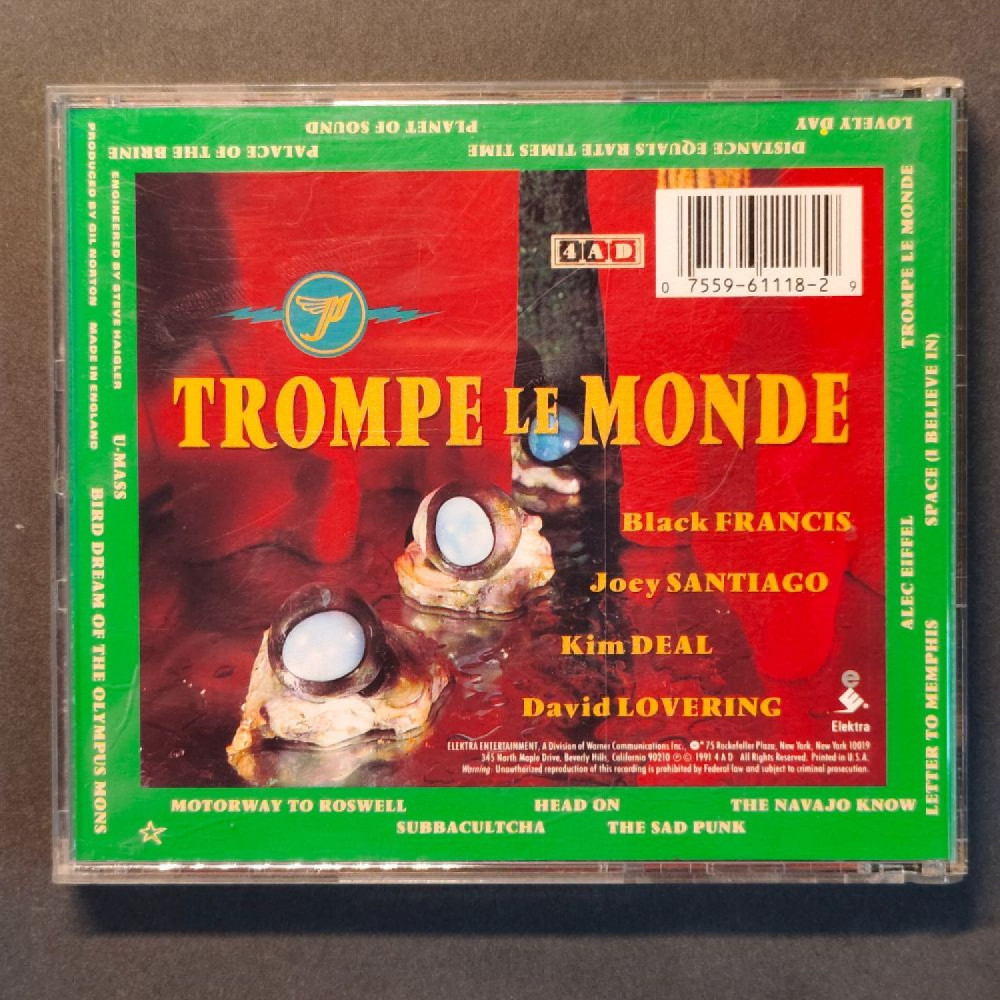 LOVELY DAY
PLANET OF SOUND
DISTANCE EQUALS RATE TIMES TIME
PALACE OF THE BRINE
PRODUCED BY GIL NORTON MADE IN ENGLAND
ENGINEERED BY STEVE HAIGLER
U-MASS
BIRD DREAM OF THE OLYMPUS MONS
4AD
0 7559-61118-2 9
P
TROMPE LE MONDE
Black FRANCIS
Joey SANTIAGO
Kim DEAL
David LOVERING
e
Elektra
ELEKTRA ENTERTAINMENT, A Division of Warner Communications Inc., ®* 75 Rockefeller Plaza, New York, New York 10019
345 North Maple Drive, Beverly Hills, California 90210 ℗© 1991 4 A D All Rights Reserved. Printed in U.S.A.
Warning: Unauthorized reproduction of this recording is prohibited by Federal law and subject to criminal prosecution.
TROMPE LE MONDE
SPACE (I BELIEVE IN)
ALEC EIFFEL
LETTER TO MEMPHIS
MOTORWAY TO ROSWELL HEAD ON THE NAVAJO KNOW
SUBBACULTCHA THE SAD PUNK